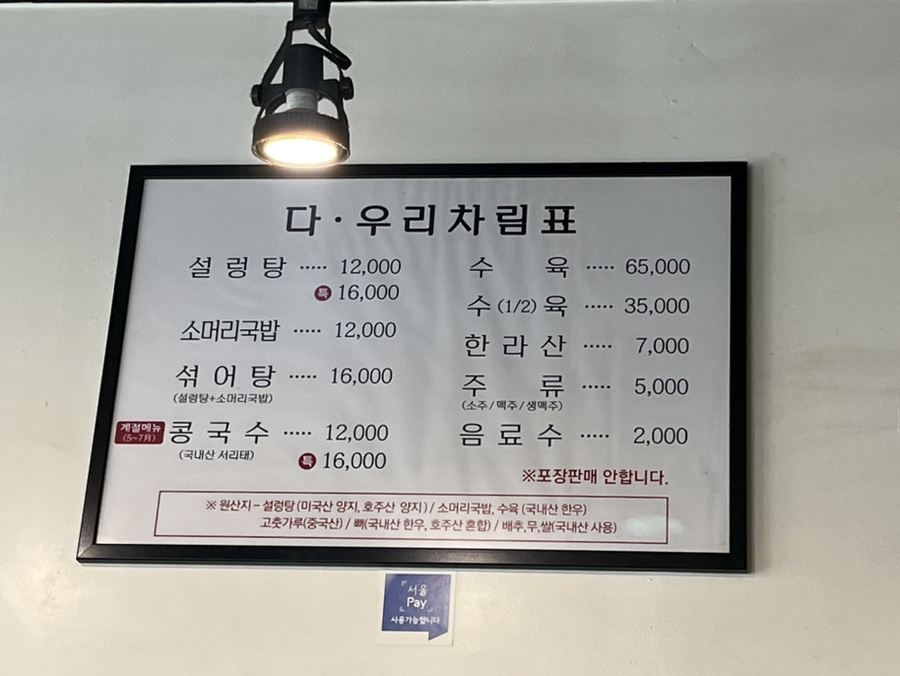 다·우리차림표
설렁탕 ····· 12,000
특 16,000
소머리국밥 ····· 12,000
섞어탕 ····· 16,000
(설렁탕+소머리국밥)
계절메뉴
(5~7月)
콩국수 ····· 12,000
(국내산 서리태)
특 16,000
수육 ····· 65,000
수(1/2)육 ····· 35,000
한라산 ····· 7,000
주류 ····· 5,000
(소주/맥주/생맥주)
음료수 ····· 2,000
※포장판매 안합니다.
※ 원산지 - 설렁탕(미국산 양지, 호주산 양지) / 소머리국밥, 수육 (국내산 한우)
고춧가루(중국산) / 뼈(국내산 한우, 호주산 혼합) / 배추,무,쌀(국내산 사용)
서울
Pay
사용가능합니다